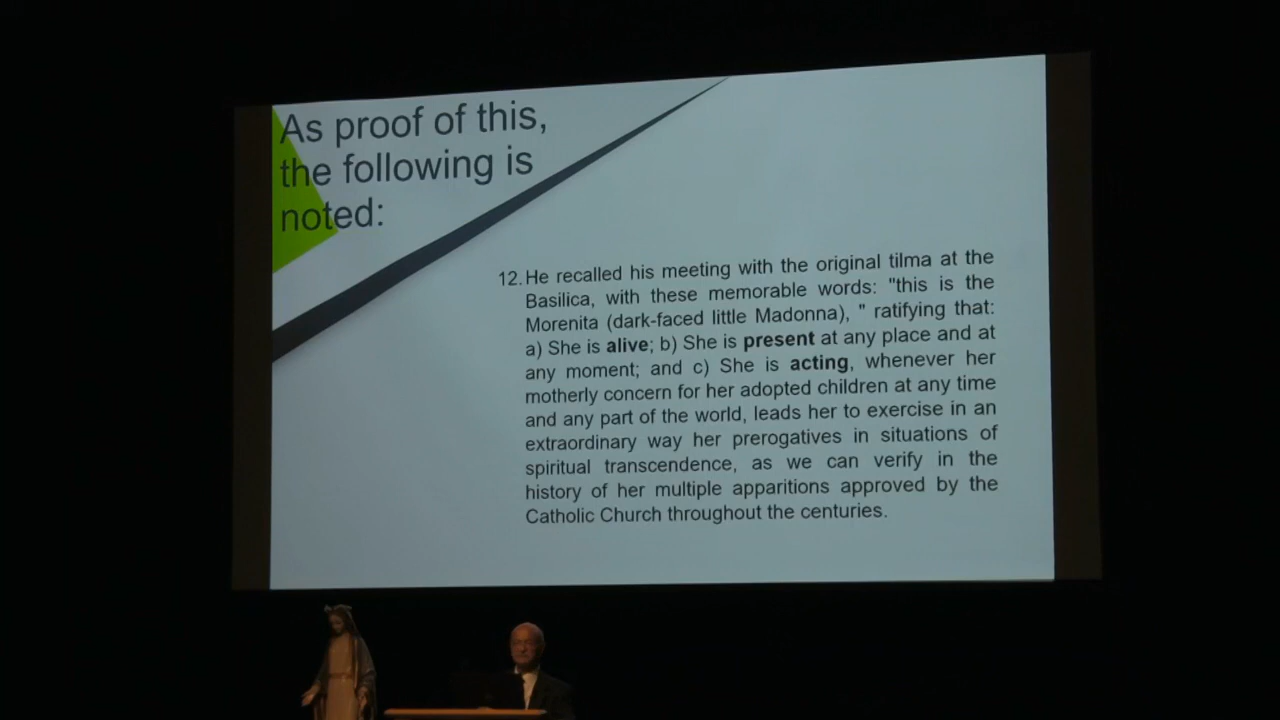 As proof of this,
the following is
noted:
12. He recalled his meeting with the original tilma at the
Basilica, with these memorable words: "this is the
Morenita (dark-faced little Madonna), " ratifying that:
a) She is alive; b) She is present at any place and at
any moment; and c) She is acting, whenever her
motherly concern for her adopted children at any time
and any part of the world, leads her to exercise in an
extraordinary way her prerogatives in situations of
spiritual transcendence, as we can verify in the
history of her multiple apparitions approved by the
Catholic Church throughout the centuries.